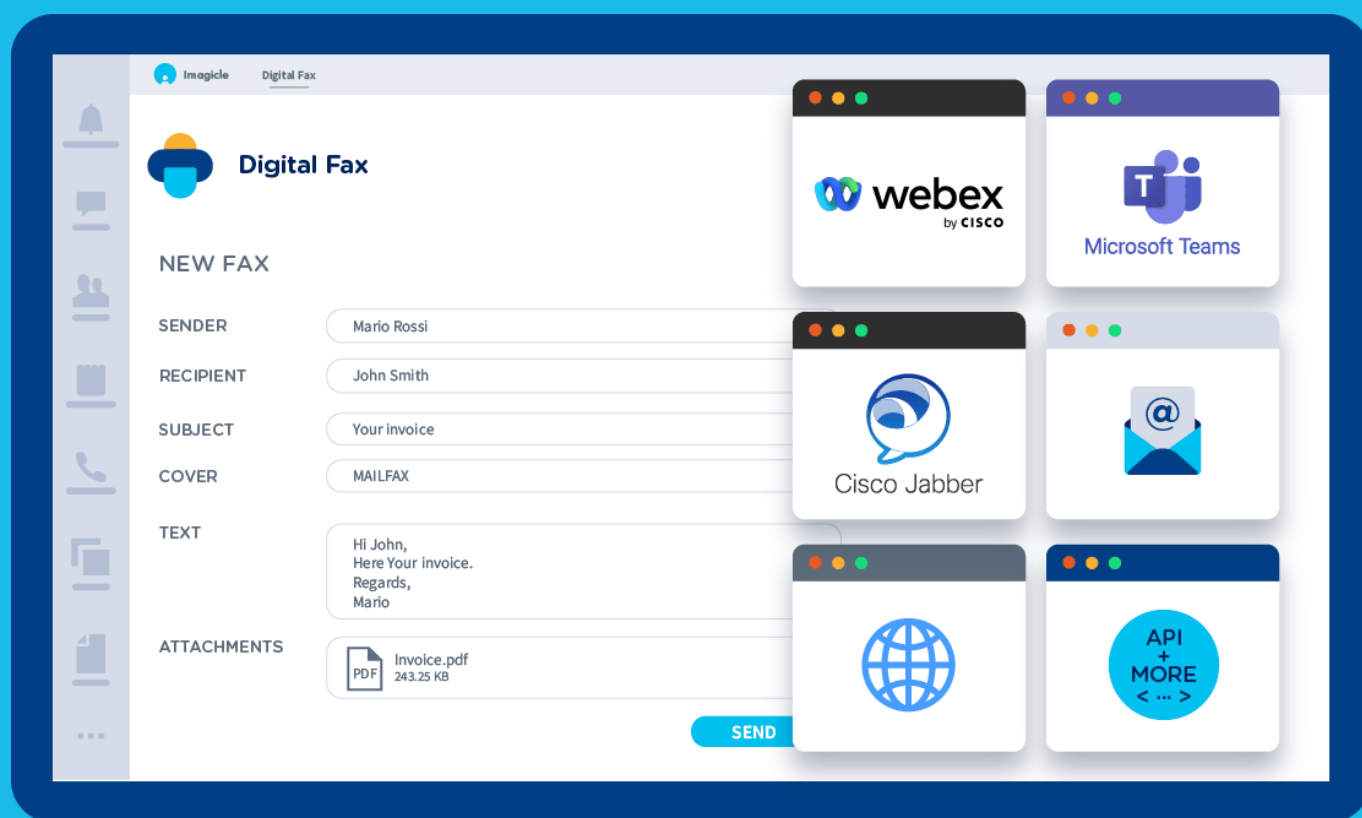 Imagicle Digital Fax
Digital Fax
NEW FAX
SENDER Mario Rossi
RECIPIENT John Smith
SUBJECT Your invoice
COVER MAILFAX
TEXT
Hi John,
Here Your invoice.
Regards,
Mario
ATTACHMENTS
PDF
Invoice.pdf
243.25 KB
SEND
webex
by CISCO
T
Microsoft Teams
Cisco Jabber
@
API
+
MORE
< ... >